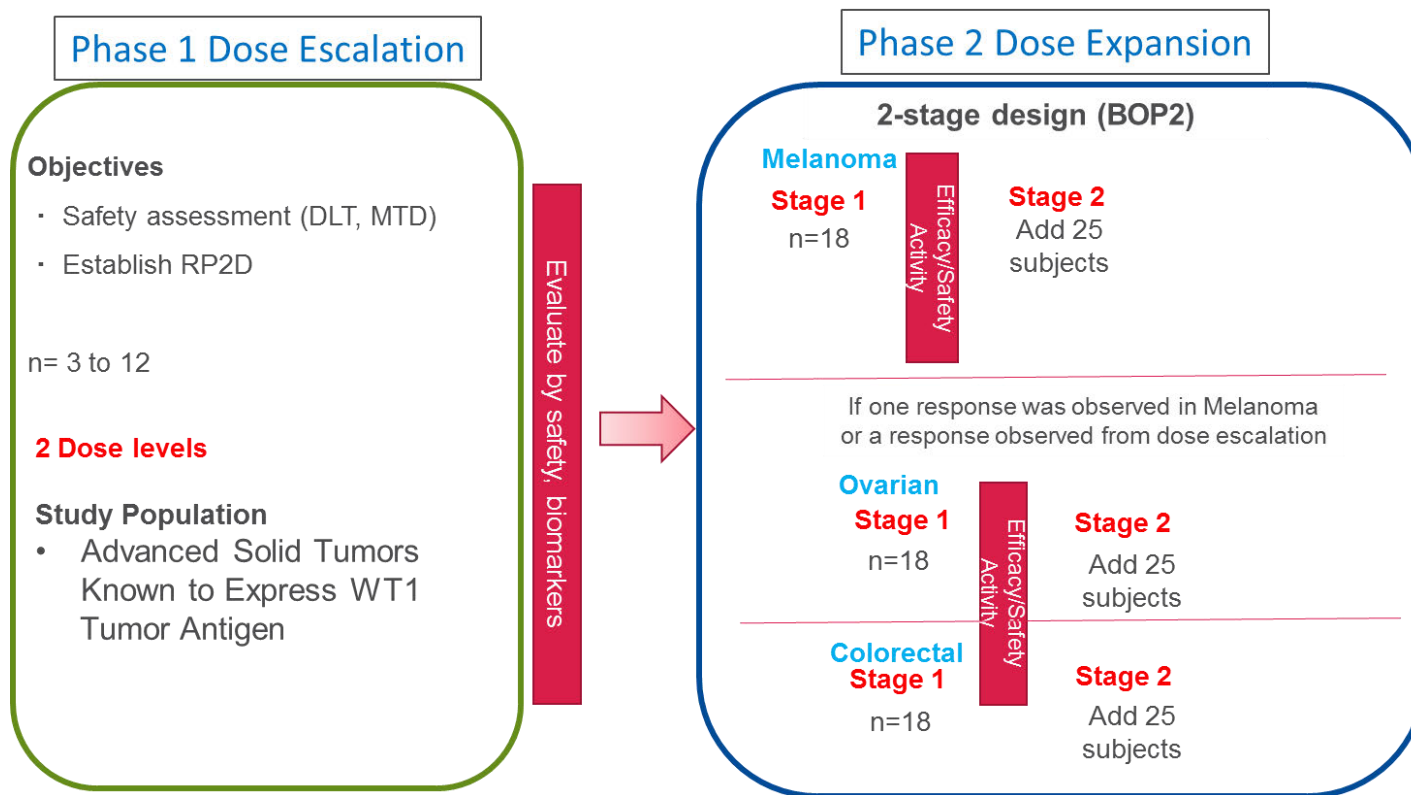 Phase 1 Dose Escalation
Objectives
· Safety assessment (DLT, MTD)
· Establish RP2D
n= 3 to 12
2 Dose levels
Study Population
• Advanced Solid Tumors
Known to Express WT1
Tumor Antigen
Evaluate by safety, biomarkers
Phase 2 Dose Expansion
2-stage design (BOP2)
Melanoma
Stage 1
n=18
Efficacy/Safety
Activity
Stage 2
Add 25
subjects
If one response was observed in Melanoma
or a response observed from dose escalation
Ovarian
Stage 1
n=18
Efficacy/Safety
Activity
Stage 2
Add 25
subjects
Colorectal
Stage 1
n=18
Stage 2
Add 25
subjects